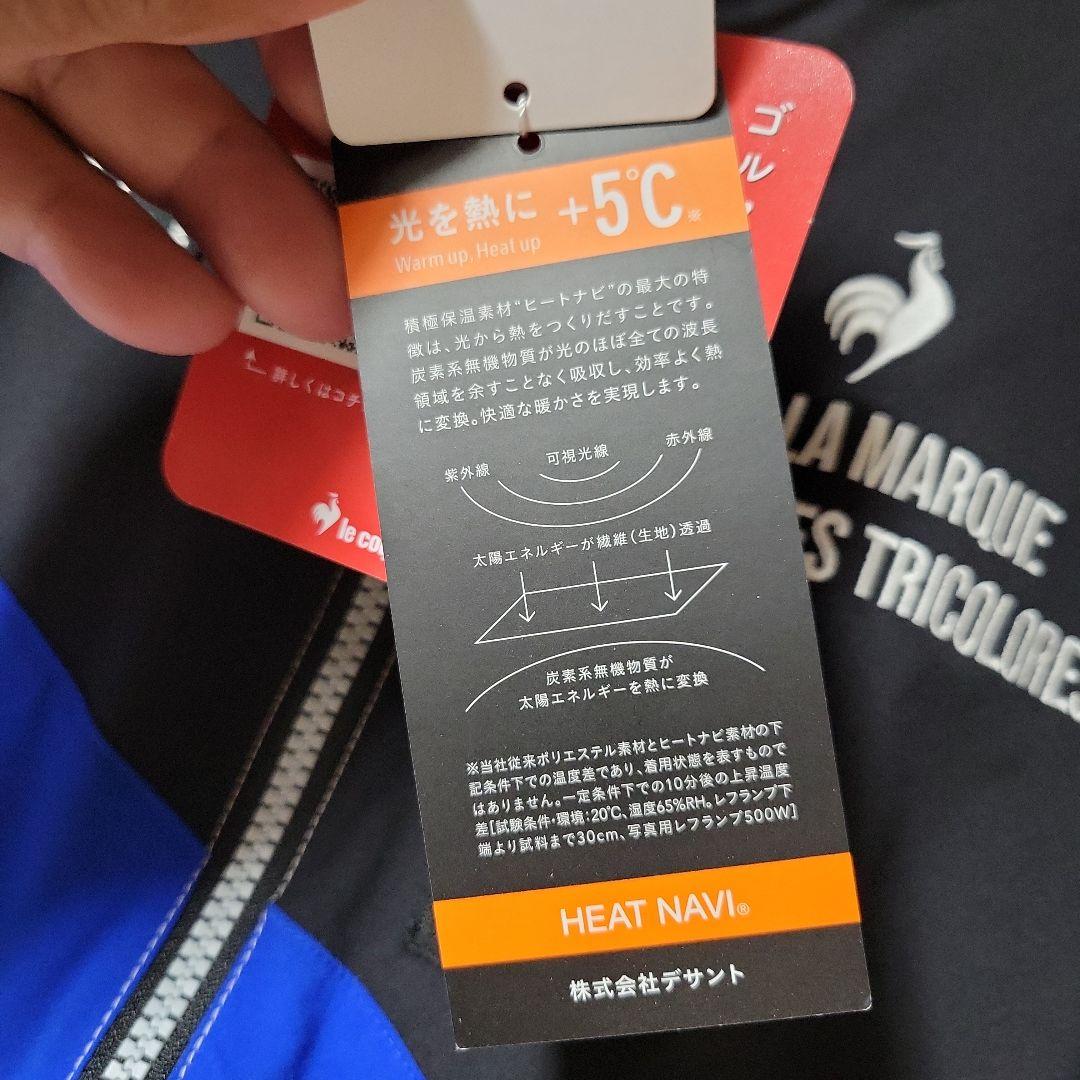 光を熱に +5℃※
Warm up, Heat up
積極保温素材“ヒートナビ”の最大の特
徴は、光から熱をつくりだすことです。
炭素系無機物質が光のほぼ全ての波長
領域を余すことなく吸収し、効率よく熱
に変換。快適な暖かさを実現します。
紫外線 可視光線 赤外線
太陽エネルギーが繊維（生地）透過
炭素系無機物質が
太陽エネルギーを熱に変換
※当社従来ポリエステル素材とヒートナビ素材の下
記条件下での温度差であり、着用状態を表すもので
はありません。一定条件下での10分後の上昇温度
差[試験条件・環境：20℃、湿度65%RH。レフランプ下
端より試料まで30cm、写真用レフランプ500W]
HEAT NAVI®
株式会社デサント
ゴ
ル
詳しくはコチ
le co
LA MARQUE
ES TRICOLORES